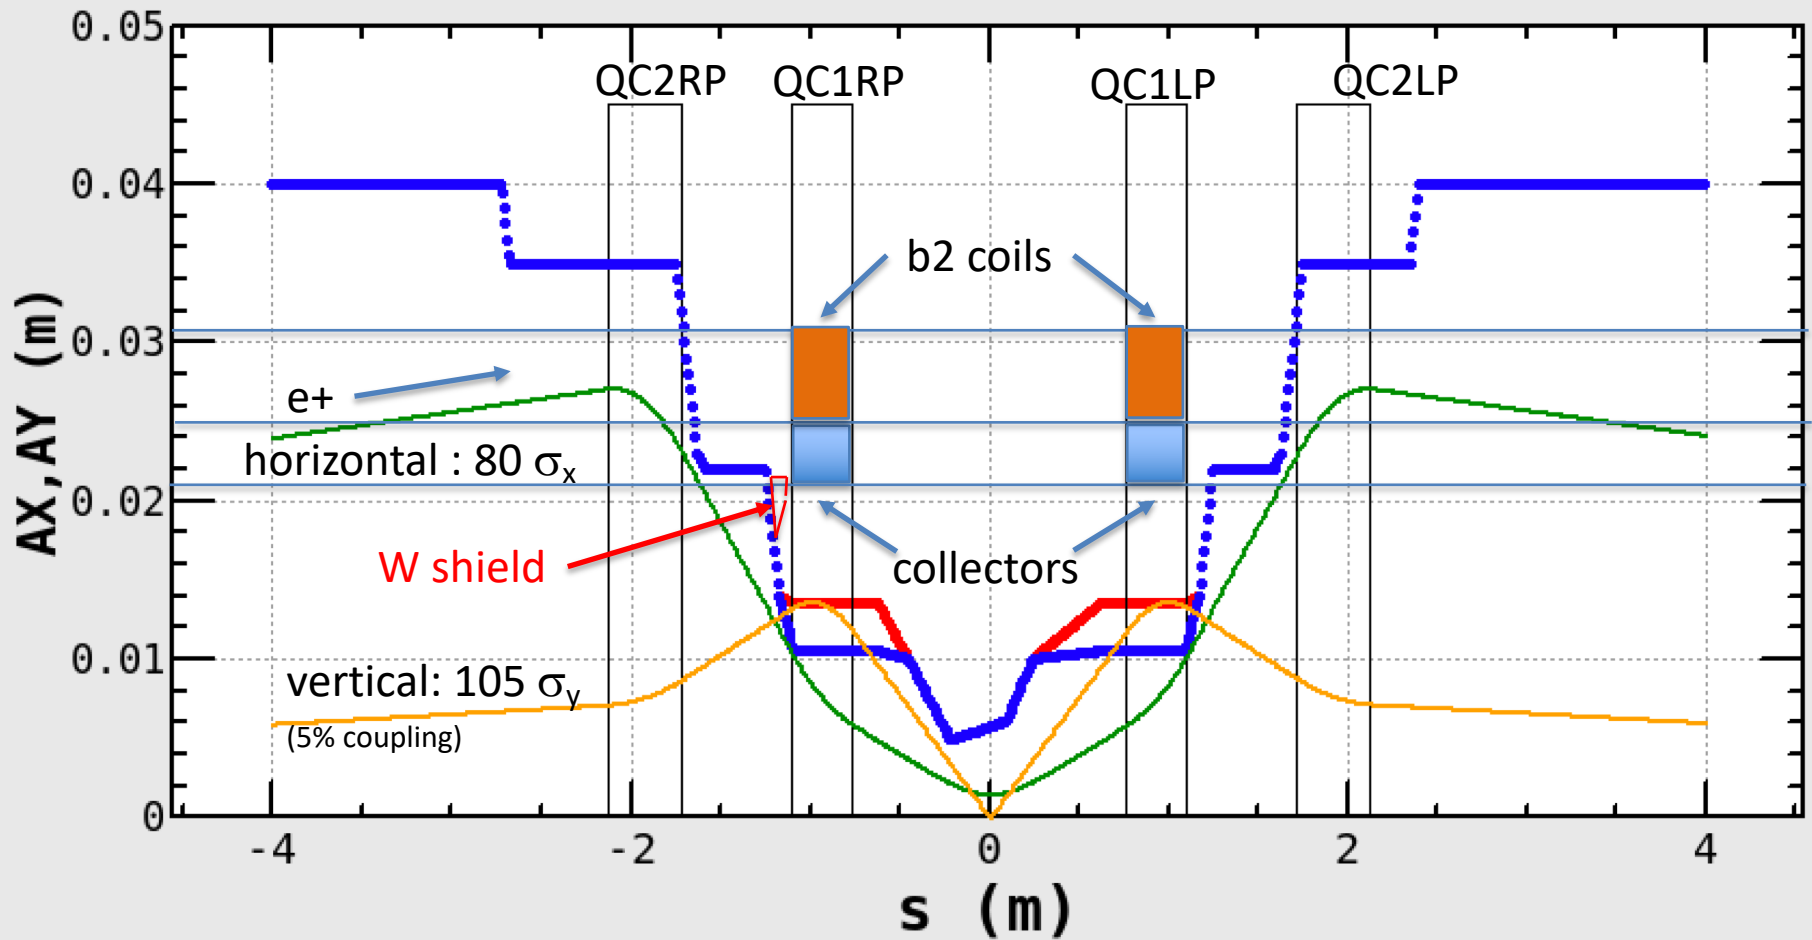 0.05
QC2RP QC1RP QC1LP QC2LP
0.04
b2 coils
AX,AY (m)
0.03
e+
horizontal : 80 σx
0.02
W shield
collectors
0.01
vertical: 105 σy
(5% coupling)
0
-4 -2 0 2 4
s (m)